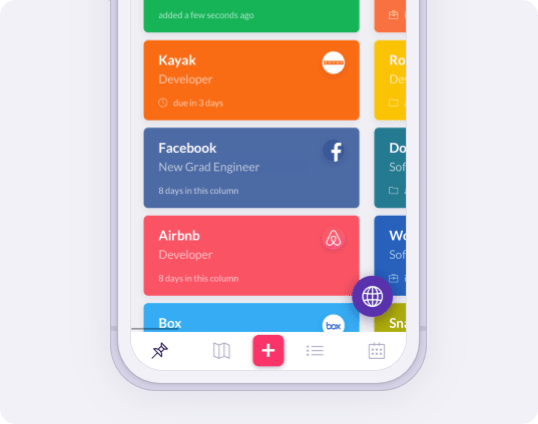 added a few seconds ago
Kayak
Developer
due in 3 days
Facebook
New Grad Engineer
8 days in this column
Airbnb
Developer
8 days in this column
Box
box
Ro
De
Do
Sof
Wo
Sof
Sna